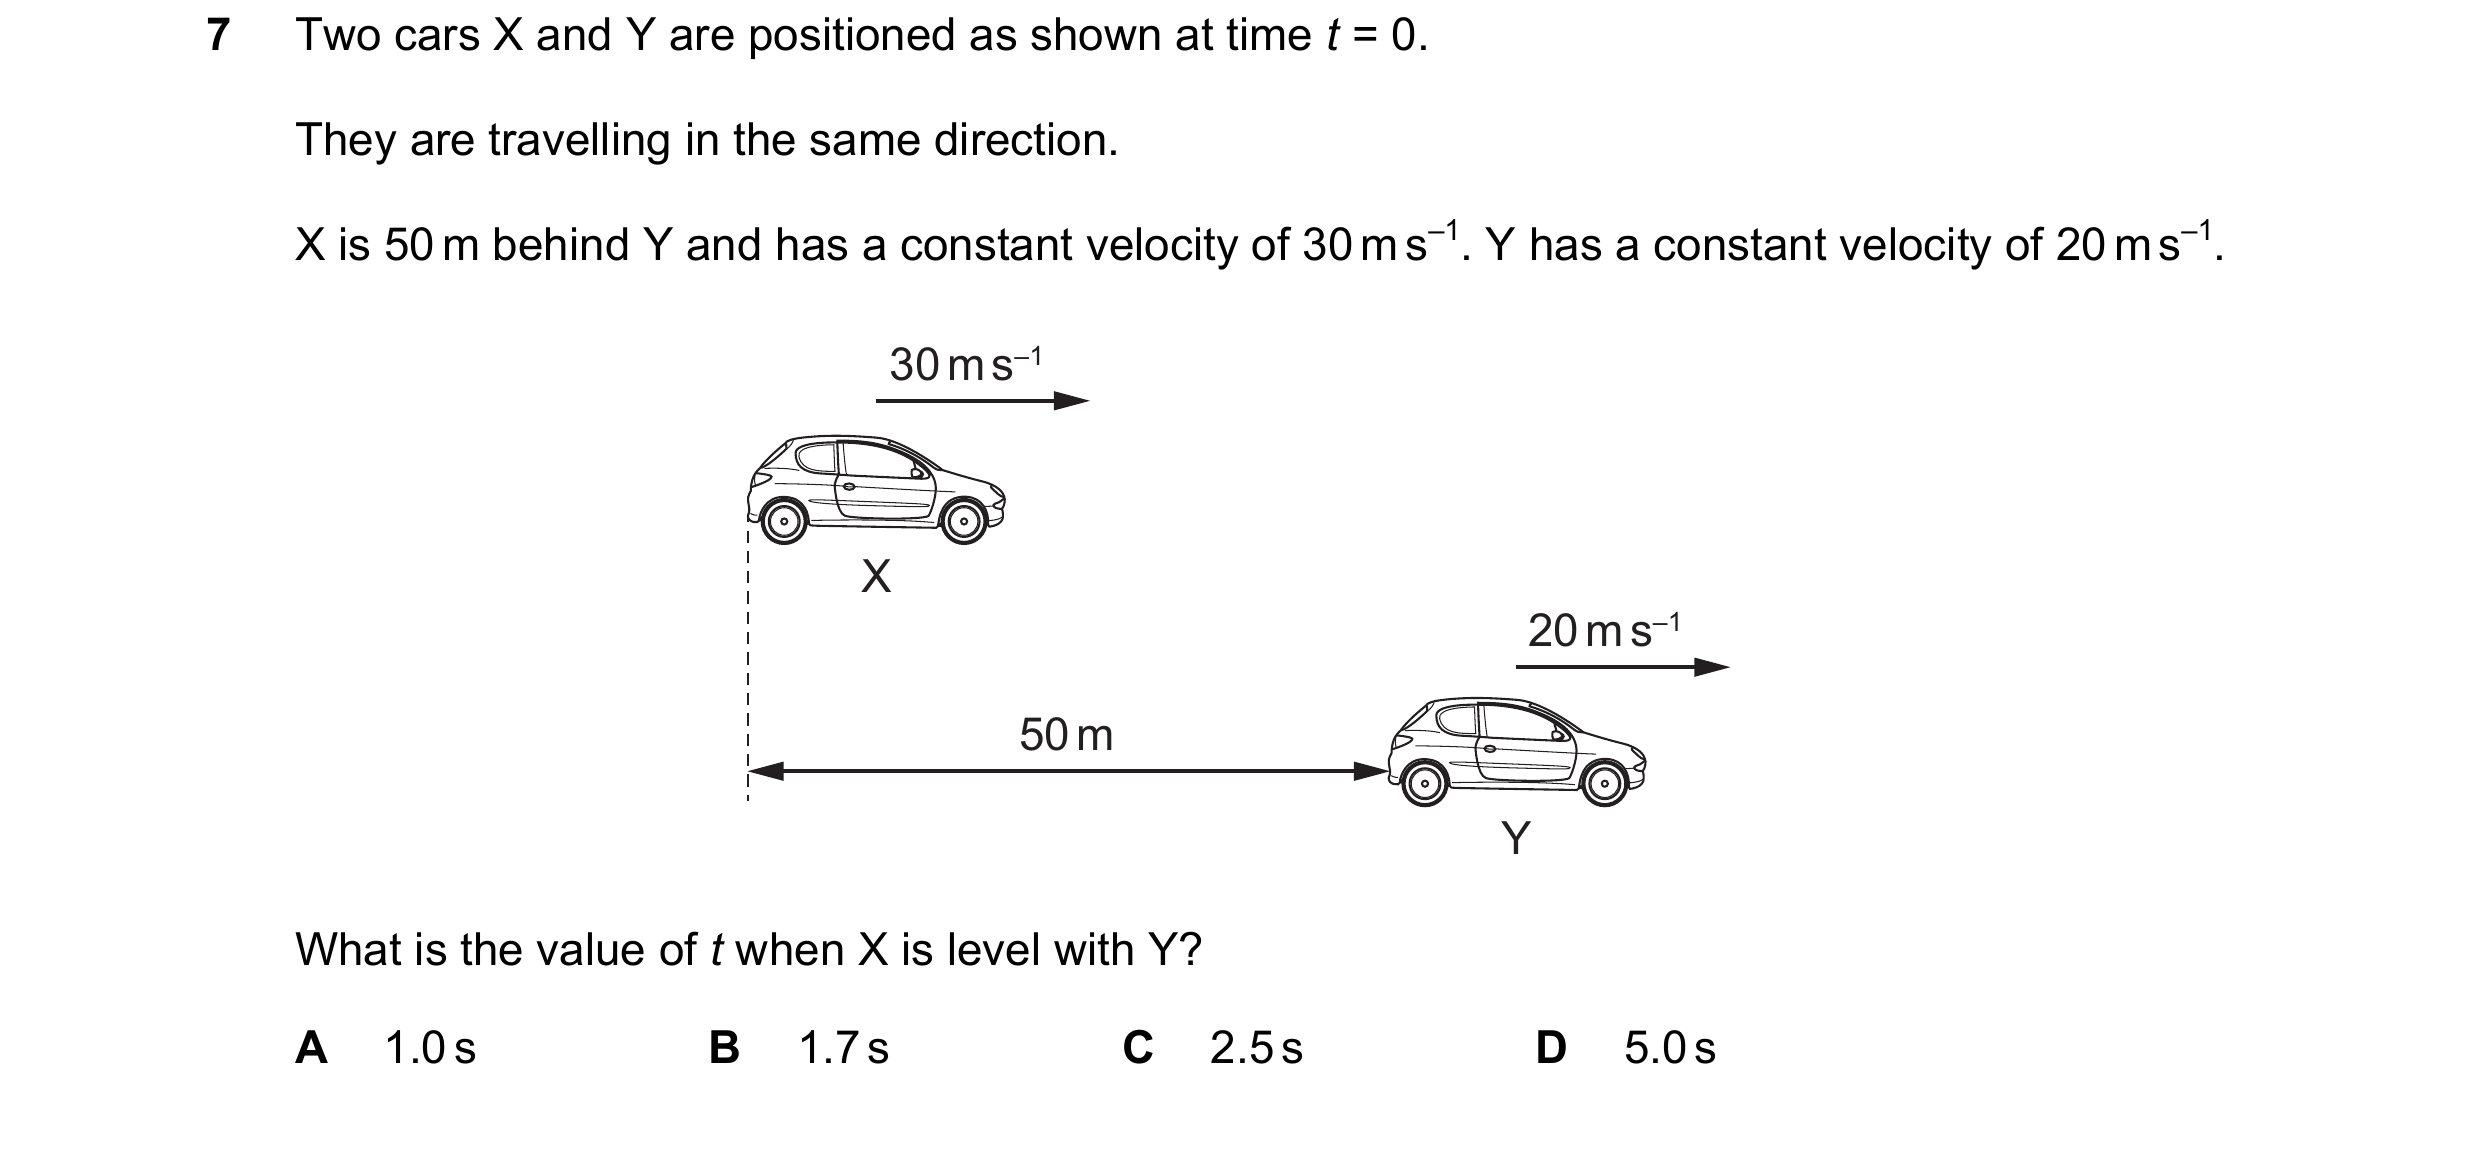 7 Two cars X and Y are positioned as shown at time t = 0.
They are travelling in the same direction.
X is 50 m behind Y and has a constant velocity of 30 m s⁻¹. Y has a constant velocity of 20 m s⁻¹.
30 m s⁻¹
X
20 m s⁻¹
50 m
Y
What is the value of t when X is level with Y?
A 1.0 s B 1.7 s C 2.5 s D 5.0 s